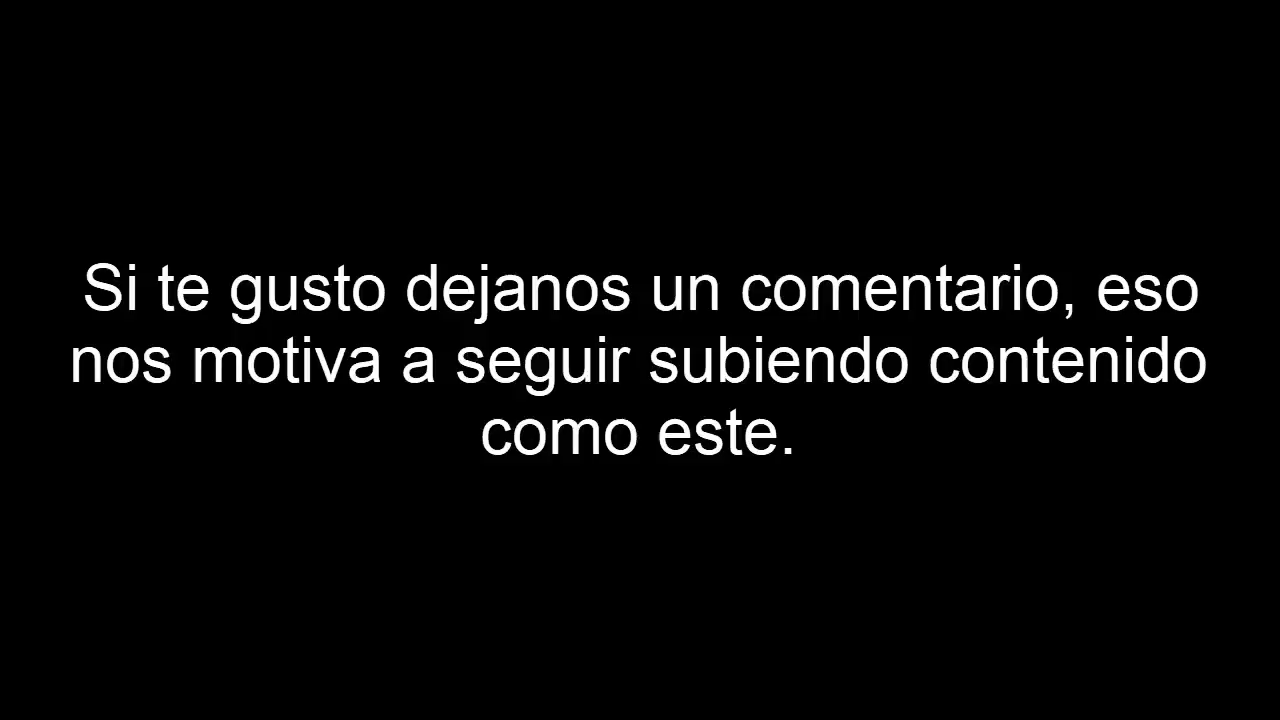 Si te gusto dejanos un comentario, eso
nos motiva a seguir subiendo contenido
como este.